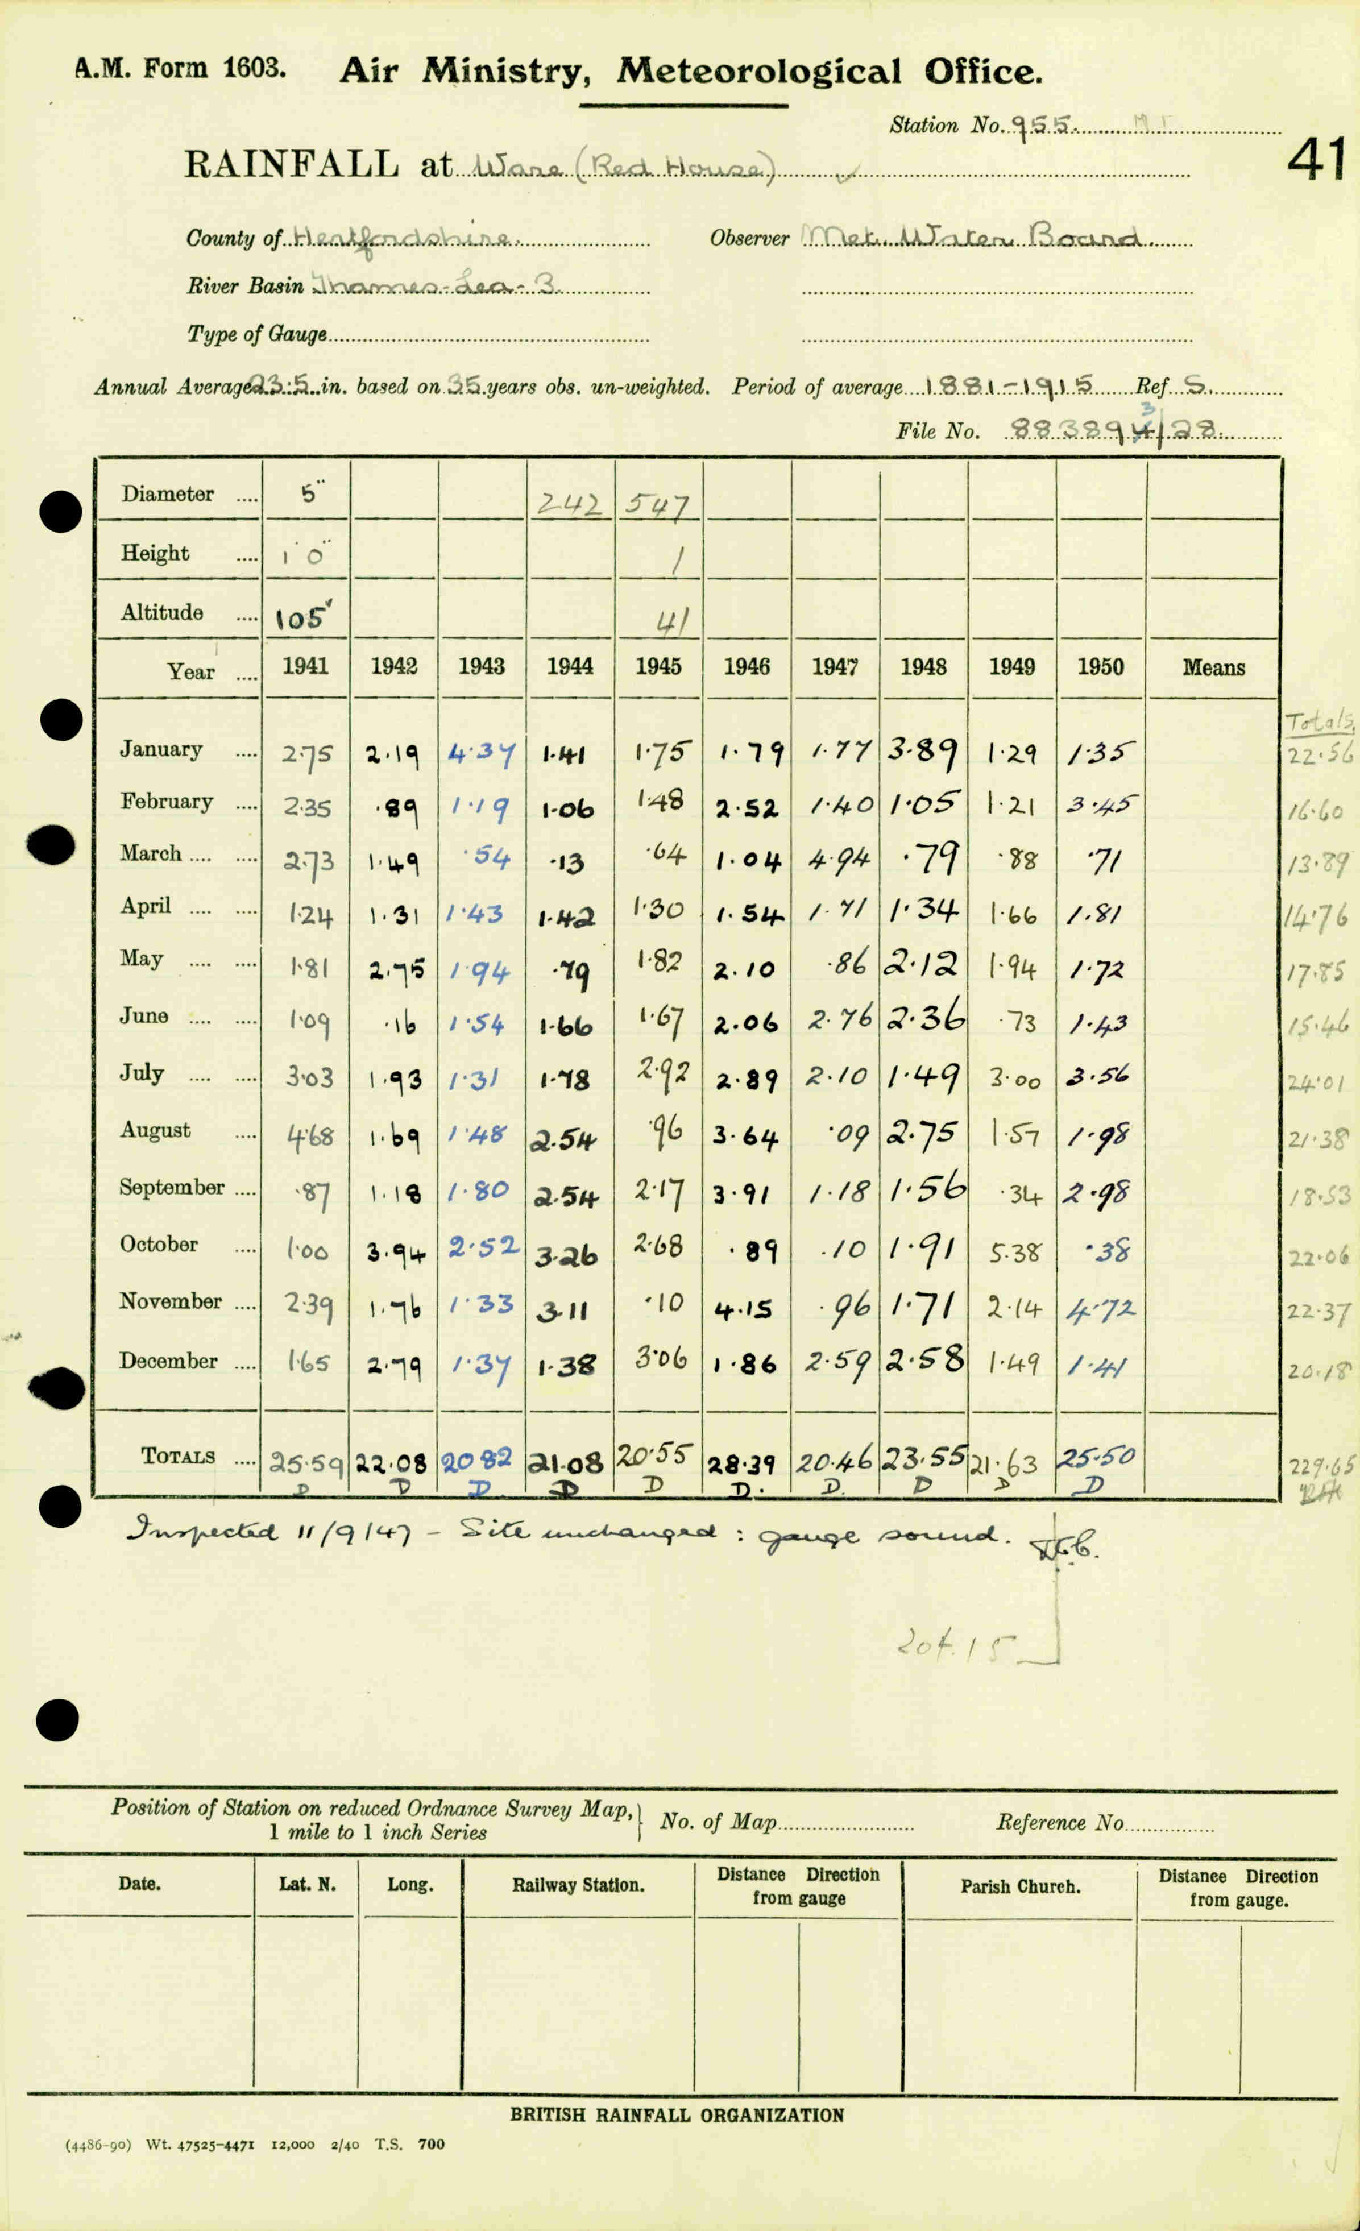 A.M. Form 1603. Air Ministry, Meteorological Office.
Station No. 955.
41
RAINFALL at Ware (Red House) ✓
County of Hertfordshire. Observer Met. Water Board.
River Basin Thames-Lea-3.
Type of Gauge
Annual Average 23.5 in. based on 35 years obs. un-weighted. Period of average 1881-1915 Ref S.
3
File No. 883894/28
Diameter .... 5" 242 547
Height .... 1' 0" 1
Altitude .... 105' 41
Year .... 1941 1942 1943 1944 1945 1946 1947 1948 1949 1950 Means
Totals
January .... 2.75 2.19 4.37 1.41 1.75 1.79 1.77 3.89 1.29 1.35 22.56
February .... 2.35 .89 1.19 1.06 1.48 2.52 1.40 1.05 1.21 3.45 16.60
March .... .... 2.73 1.49 .54 .13 .64 1.04 4.94 .79 .88 .71 13.89
April .... .... 1.24 1.31 1.43 1.42 1.30 1.54 1.71 1.34 1.66 1.81 14.76
May .... .... 1.81 2.75 1.94 .79 1.82 2.10 .86 2.12 1.94 1.72 17.85
June .... .... 1.09 .16 1.54 1.66 1.67 2.06 2.76 2.36 .73 1.43 15.46
July .... .... 3.03 1.93 1.31 1.78 2.92 2.89 2.10 1.49 3.00 3.56 24.01
August .... 4.68 1.69 1.48 2.54 .96 3.64 .09 2.75 1.57 1.98 21.38
September .... .87 1.18 1.80 2.54 2.17 3.91 1.18 1.56 .34 2.98 18.53
October .... 1.00 3.94 2.52 3.26 2.68 .89 .10 1.91 5.38 .38 22.06
November .... 2.39 1.76 1.33 3.11 .10 4.15 .96 1.71 2.14 4.72 22.37
December .... 1.65 2.79 1.37 1.38 3.06 1.86 2.59 2.58 1.49 1.41 20.18
TOTALS .... 25.59 22.08 20.82 21.08 20.55 28.39 20.46 23.55 21.63 25.50 229.65
D D D D D D. D. D D D
Inspected 11/9/47 - Site unchanged : gauge sound.
204.15
Position of Station on reduced Ordnance Survey Map,} No. of Map Reference No.
1 mile to 1 inch Series
Date. Lat. N. Long. Railway Station. Distance Direction from gauge Parish Church. Distance Direction from gauge.
BRITISH RAINFALL ORGANIZATION
(4486-90) Wt. 47525-4471 12,000 2/40 T.S. 700